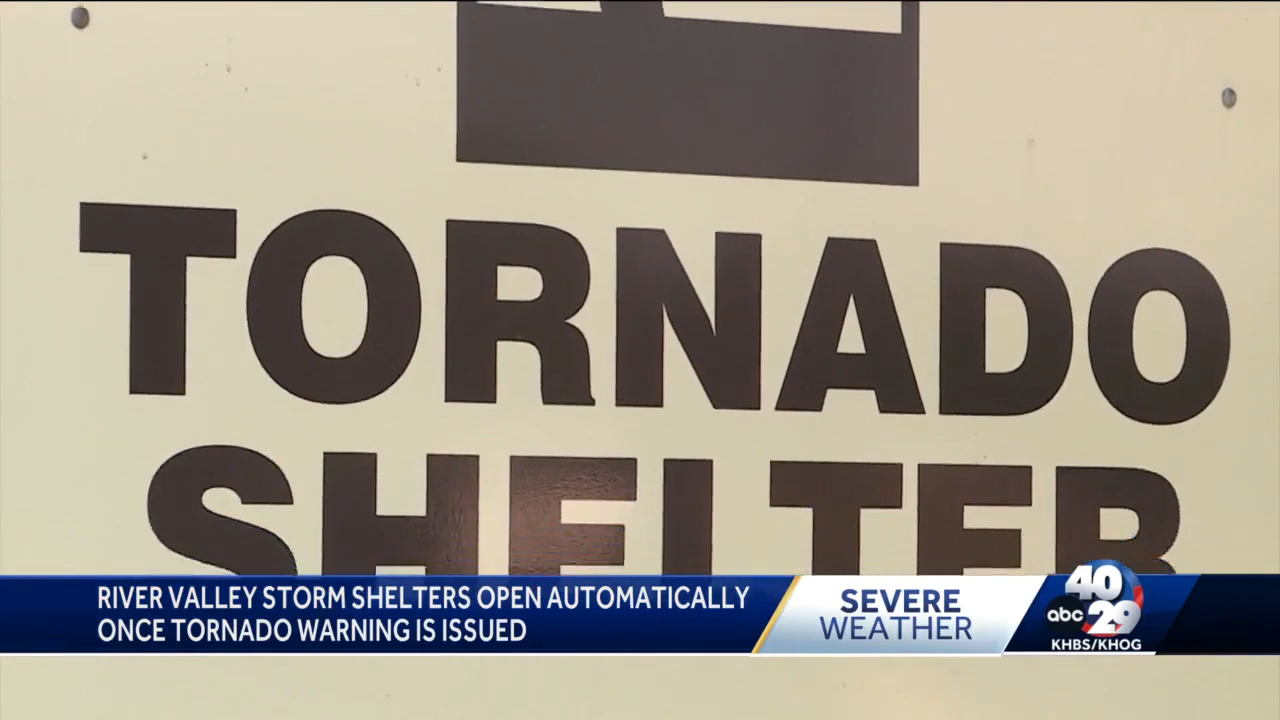 TORNADO
SHELTER
RIVER VALLEY STORM SHELTERS OPEN AUTOMATICALLY
ONCE TORNADO WARNING IS ISSUED
SEVERE
WEATHER
40
abc 29
KHBS/KHOG